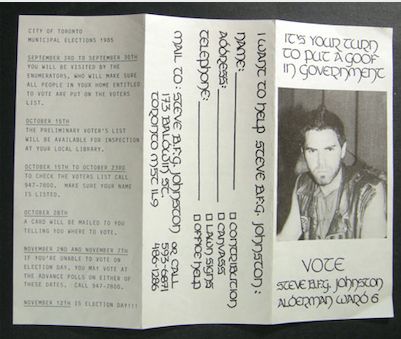 CITY OF TORONTO
MUNICIPAL ELECTIONS 1985
SEPTEMBER 3RD TO SEPTEMBER 30TH
YOU WILL BE VISITED BY THE
ENUMERATORS, WHO WILL MAKE SURE
ALL PEOPLE IN YOUR HOME ENTITLED
TO VOTE ARE PUT ON THE VOTERS
LIST.
OCTOBER 15TH
THE PRELIMINARY VOTER'S LIST
WILL BE AVAILABLE FOR INSPECTION
AT YOUR LOCAL LIBRARY.
OCTOBER 15TH TO OCTOBER 23RD
TO CHECK THE VOTERS LIST CALL
947-7800. MAKE SURE YOUR NAME
IS LISTED.
OCTOBER 28TH
A CARD WILL BE MAILED TO YOU
TELLING YOU WHERE TO VOTE.
NOVEMBER 2ND AND NOVEMBER 7TH
IF YOU'RE UNABLE TO VOTE ON
ELECTION DAY, YOU MAY VOTE AT
THE ADVANCE POLLS ON EITHER OF
THESE DATES. CALL 947-7800.
NOVEMBER 12TH IS ELECTION DAY!!!
I WANT TO HELP STEVE B.F.G. JOHNSTON:
NAME:
ADDRESS:
TELEPHONE:
CONTRIBUTION
CANVASS
LAWN SIGNS
OFFICE HELP
MAIL TO: STEVE B.F.G. JOHNSTON
173 BALDWIN ST.
TORONTO M5T 1L9
OR CALL
593-6871
IT'S YOUR TURN
TO PUT A GOOF
IN GOVERNMENT
VOTE
STEVE B.F.G. JOHNSTON
ALDERMAN WARD 6